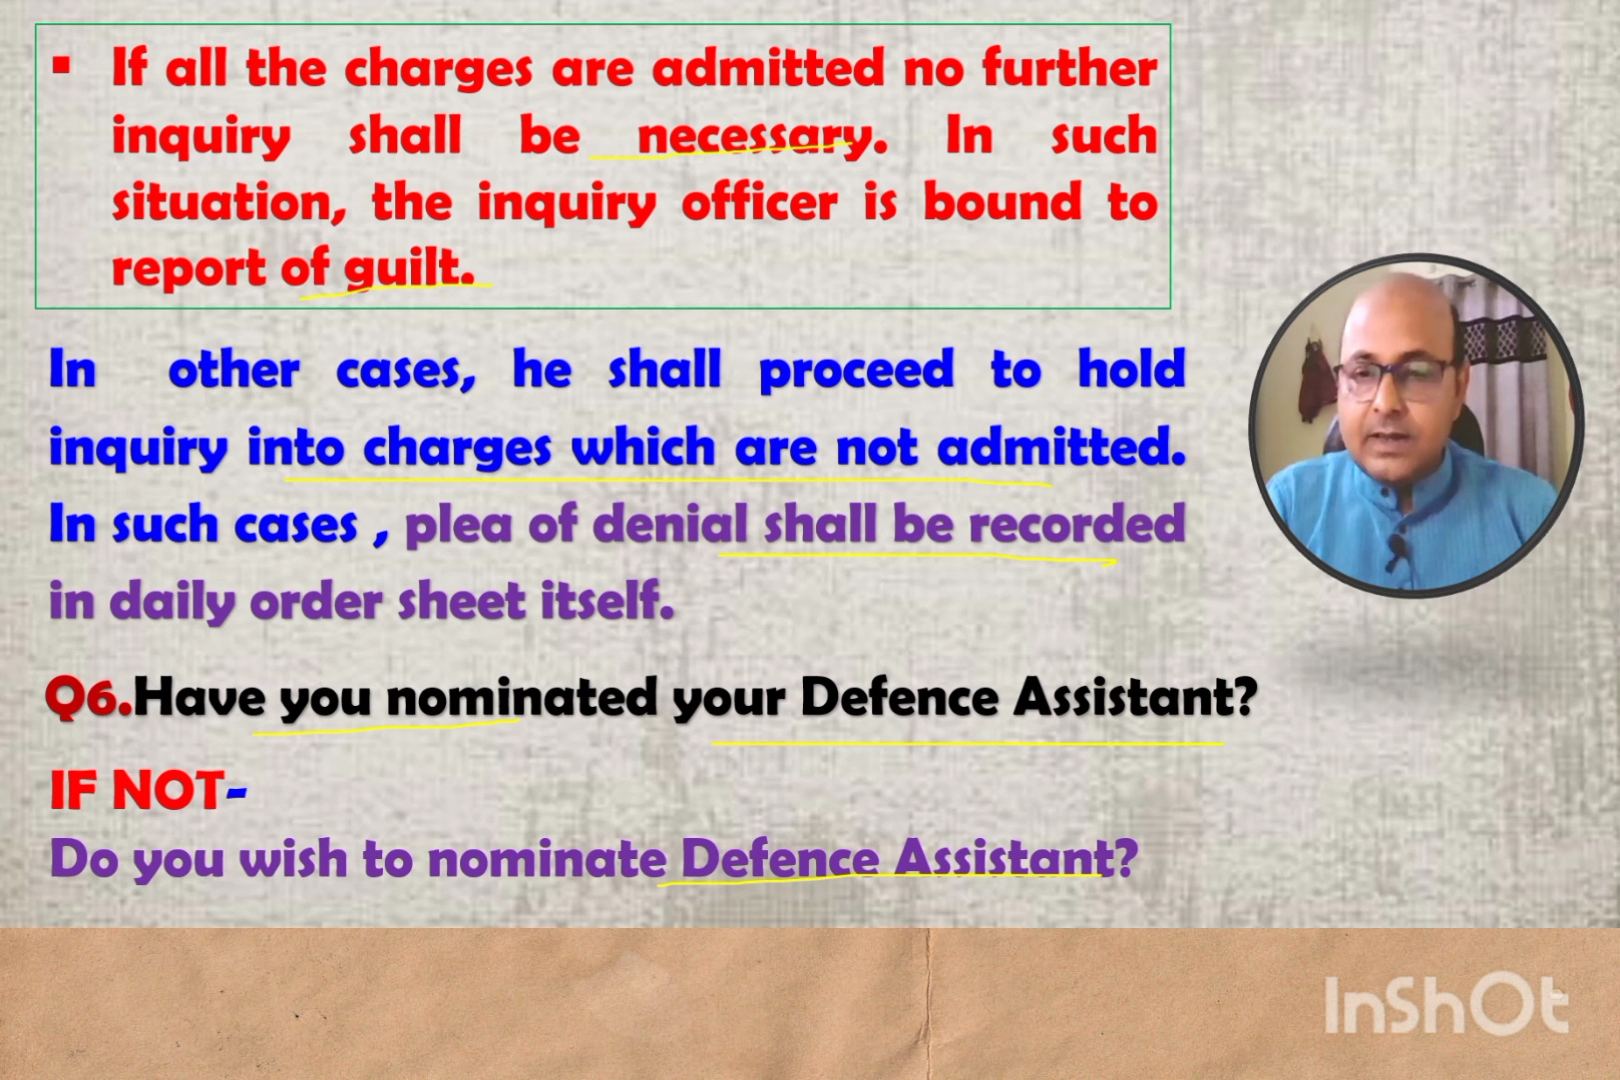 ▪ If all the charges are admitted no further
inquiry shall be necessary. In such
situation, the inquiry officer is bound to
report of guilt.
In other cases, he shall proceed to hold
inquiry into charges which are not admitted.
In such cases , plea of denial shall be recorded
in daily order sheet itself.
Q6.Have you nominated your Defence Assistant?
IF NOT-
Do you wish to nominate Defence Assistant?
InShOt